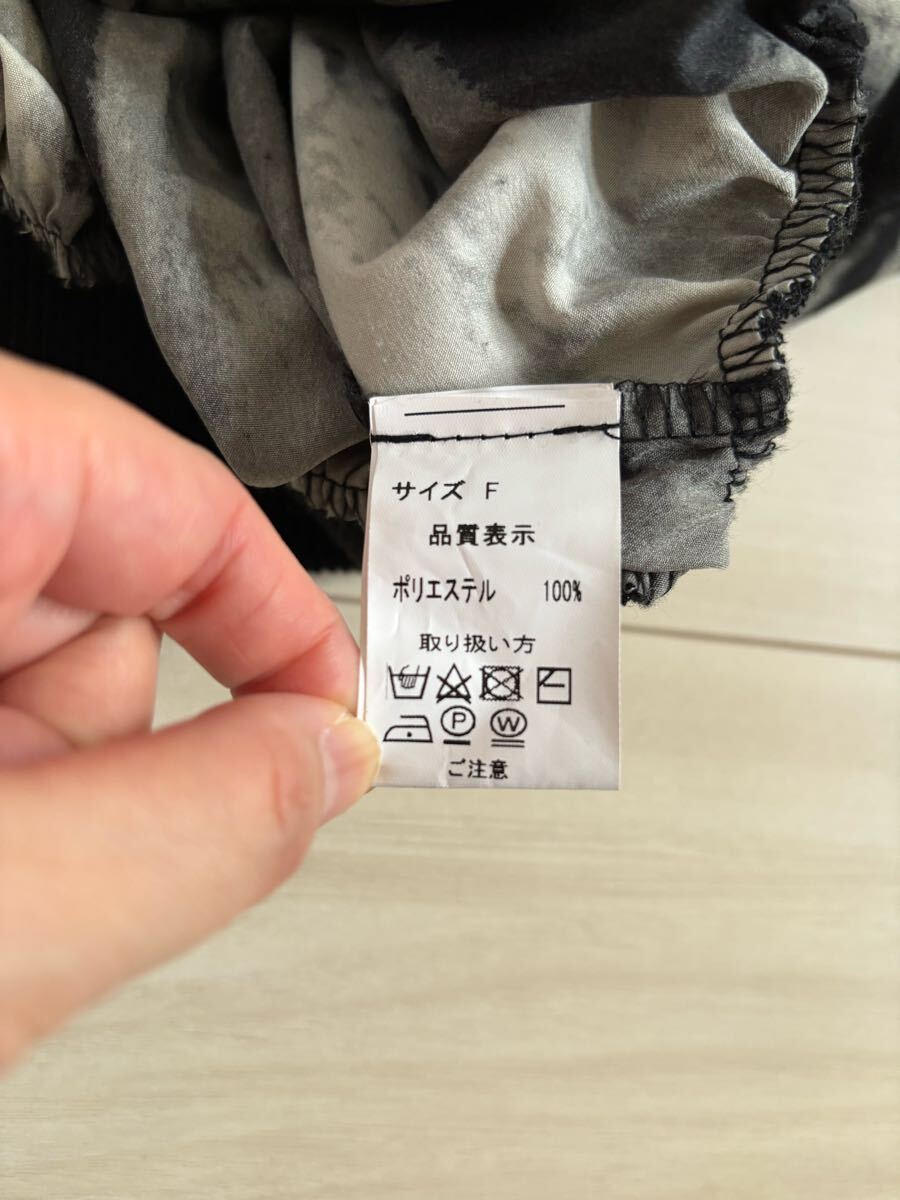 サイズ F
品質表示
ポリエステル 100%
取り扱い方
P W
ご注意